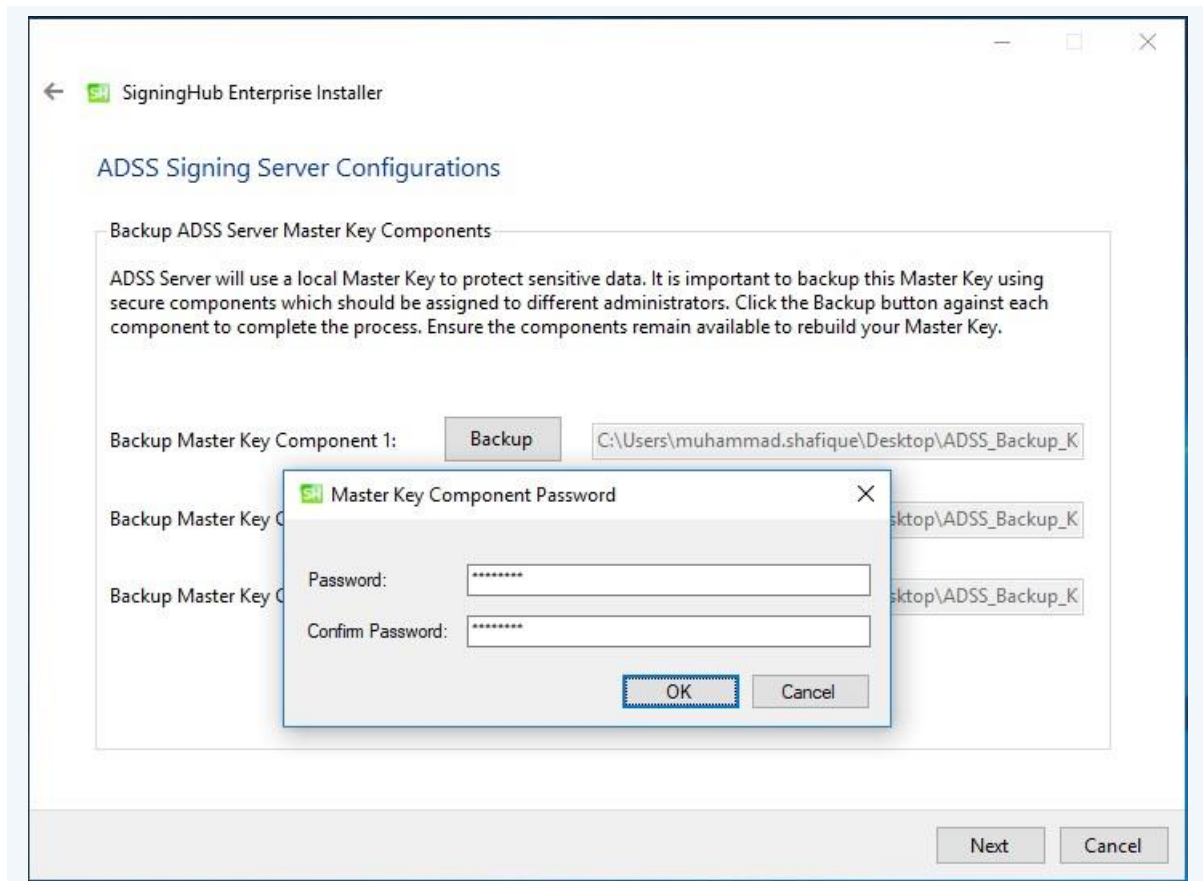 SH SigningHub Enterprise Installer
ADSS Signing Server Configurations
Backup ADSS Server Master Key Components
ADSS Server will use a local Master Key to protect sensitive data. It is important to backup this Master Key using
secure components which should be assigned to different administrators. Click the Backup button against each
component to complete the process. Ensure the components remain available to rebuild your Master Key.
Backup Master Key Component 1: Backup C:\Users\muhammad.shafique\Desktop\ADSS_Backup_K
SH Master Key Component Password
Backup Master Key C sktop\ADSS_Backup_K
Password: ********
Backup Master Key C sktop\ADSS_Backup_K
Confirm Password: ********
OK Cancel
Next Cancel